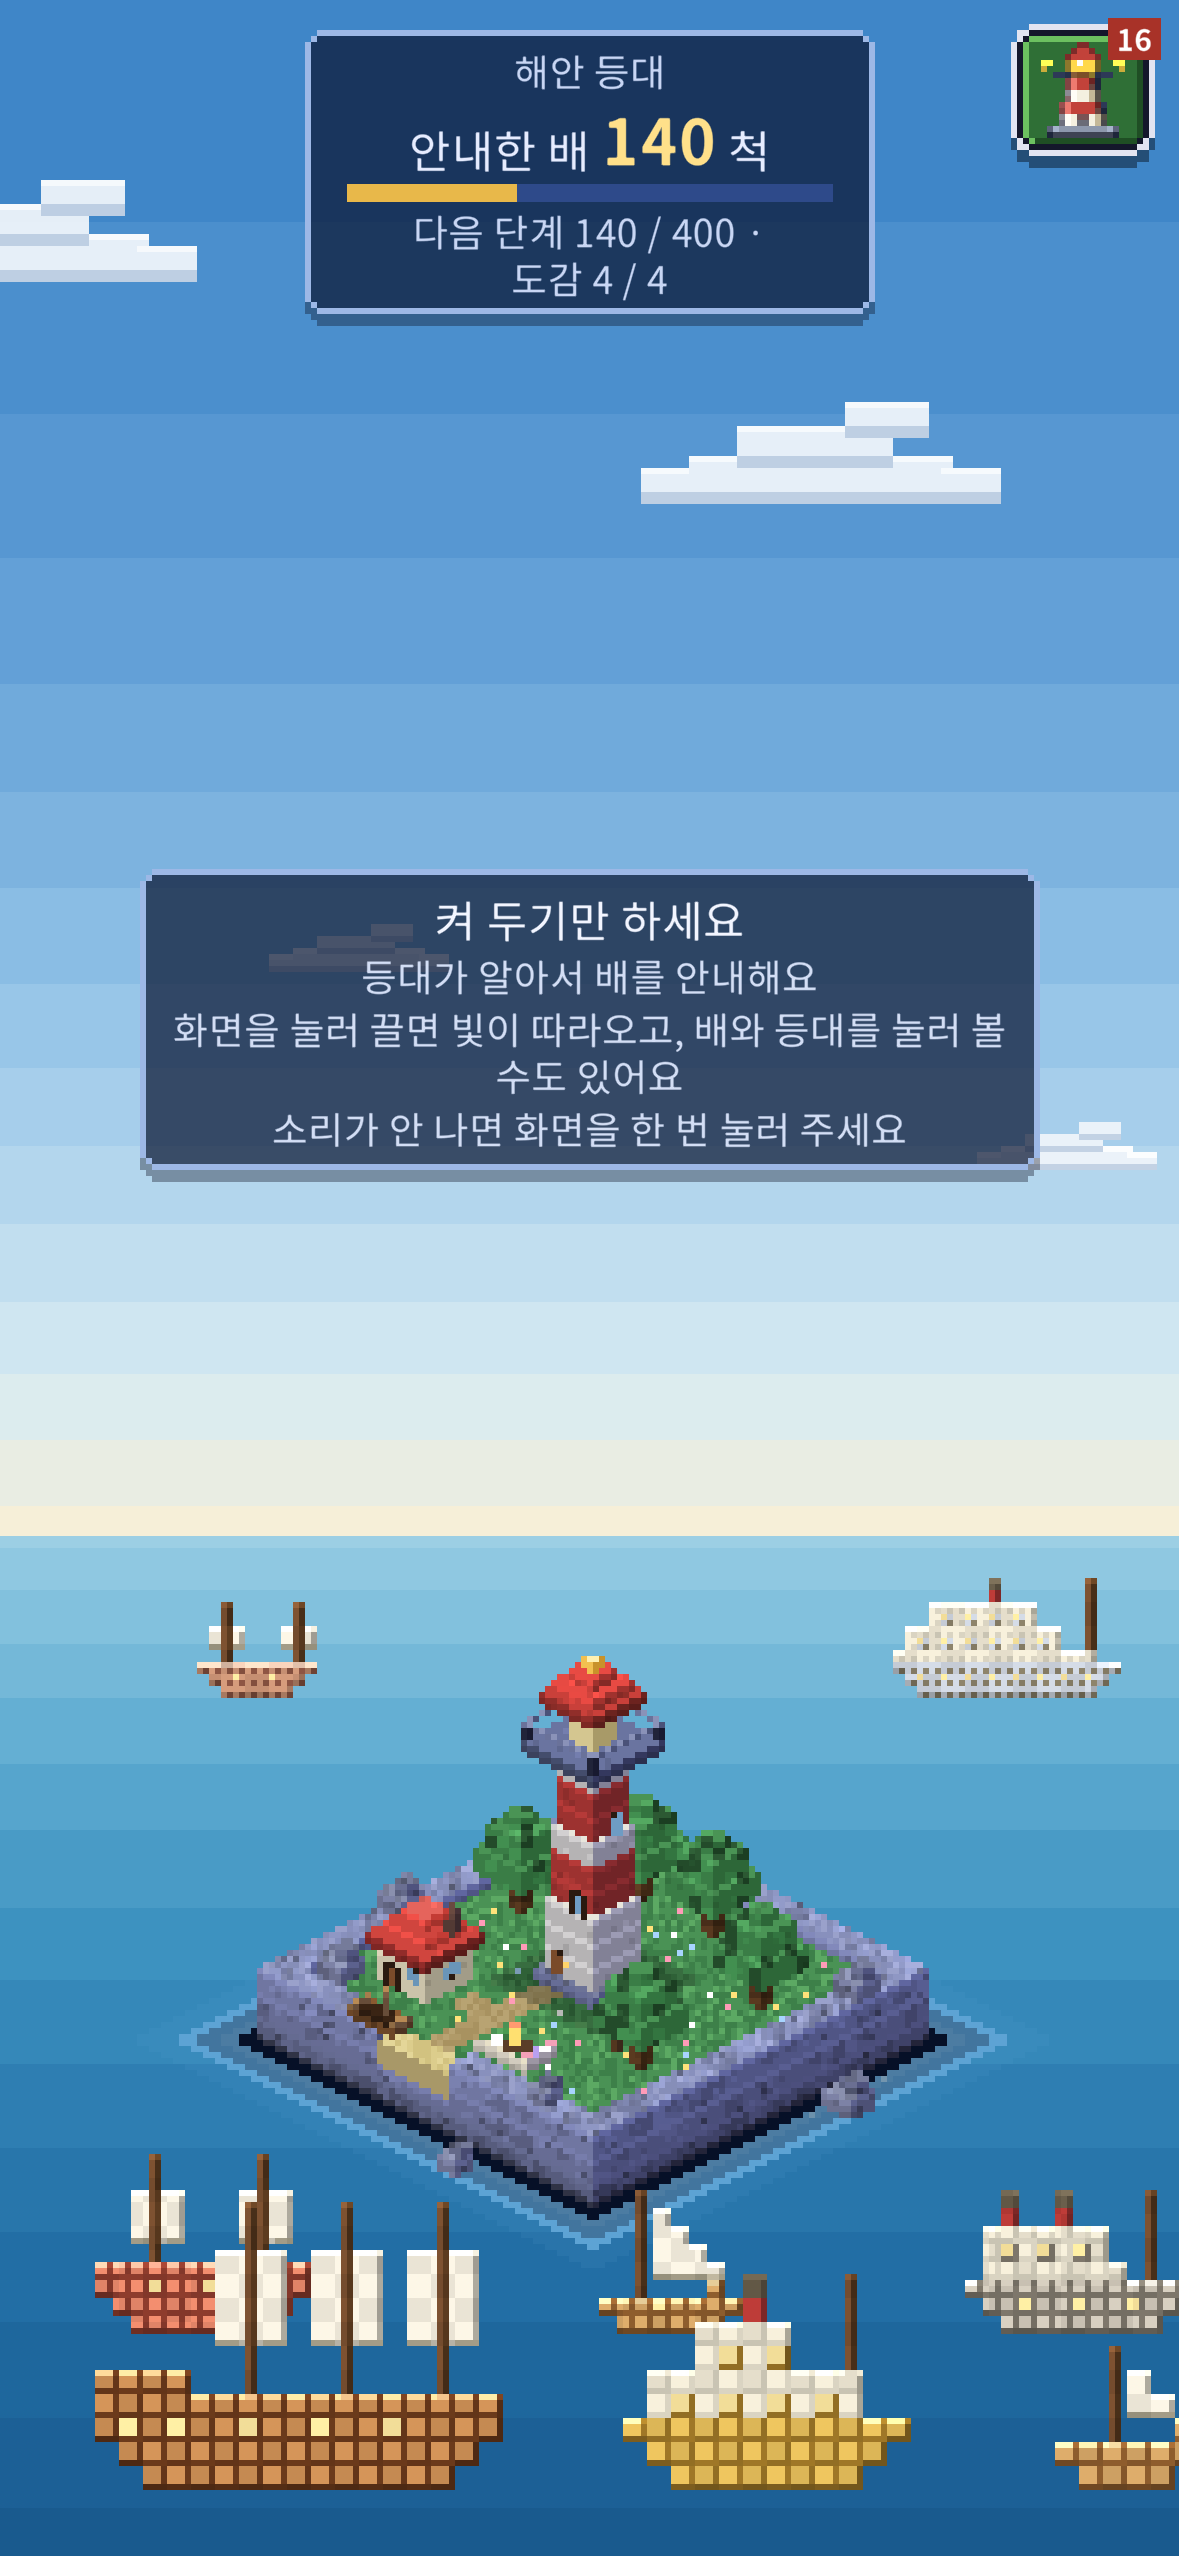 해안 등대
16
안내한 배 140 척
다음 단계 140 / 400 ·
도감 4 / 4
켜 두기만 하세요
등대가 알아서 배를 안내해요
화면을 눌러 끌면 빛이 따라오고, 배와 등대를 눌러 볼
수도 있어요
소리가 안 나면 화면을 한 번 눌러 주세요